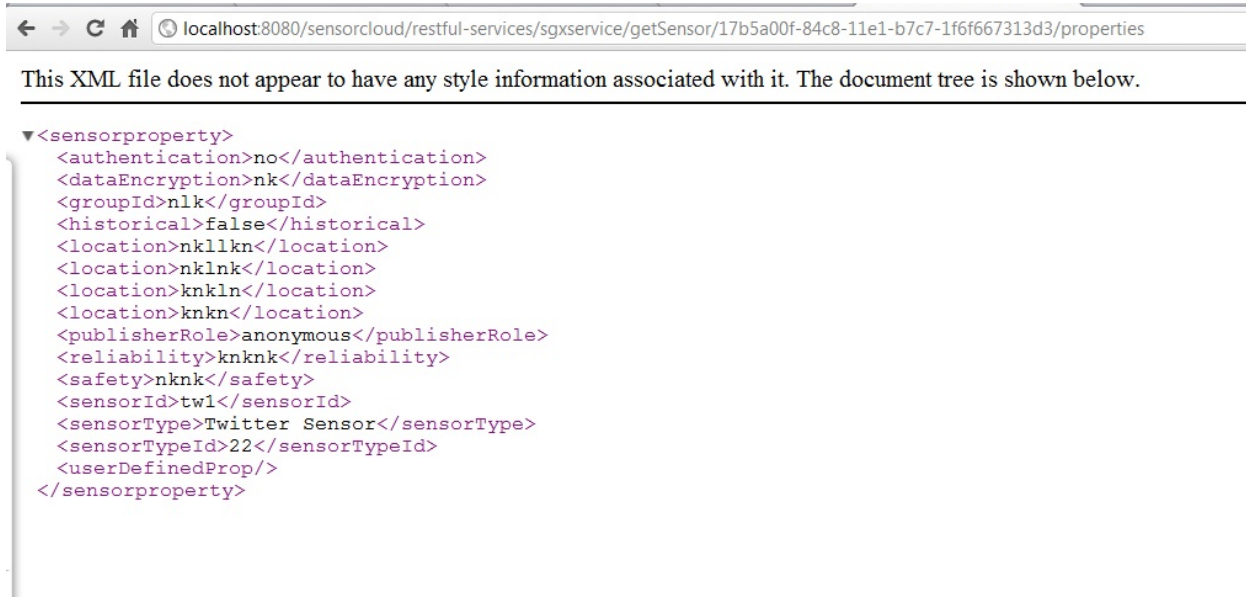 localhost:8080/sensorcloud/restful-services/sgxservice/getSensor/17b5a00f-84c8-11e1-b7c7-1f6f667313d3/properties
This XML file does not appear to have any style information associated with it. The document tree is shown below.
▼<sensorproperty>
<authentication>no</authentication>
<dataEncryption>nk</dataEncryption>
<groupId>nlk</groupId>
<historical>false</historical>
<location>nkllkn</location>
<location>nklnk</location>
<location>knkln</location>
<location>knkn</location>
<publisherRole>anonymous</publisherRole>
<reliability>knknk</reliability>
<safety>nknk</safety>
<sensorId>tw1</sensorId>
<sensorType>Twitter Sensor</sensorType>
<sensorTypeId>22</sensorTypeId>
<userDefinedProp/>
</sensorproperty>